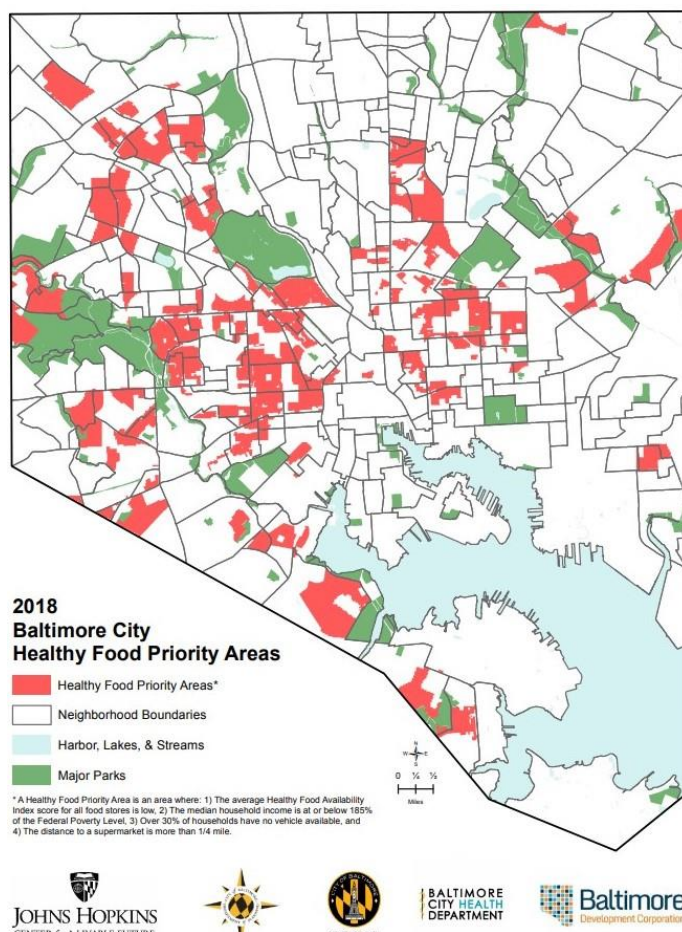 2018
Baltimore City
Healthy Food Priority Areas
Healthy Food Priority Areas*
Neighborhood Boundaries
Harbor, Lakes, & Streams
Major Parks
* A Healthy Food Priority Area is an area where: 1) The average Healthy Food Availability
Index score for all food stores is low, 2) The median household income is at or below 185%
of the Federal Poverty Level, 3) Over 30% of households have no vehicle available, and
4) The distance to a supermarket is more than 1/4 mile.
N
W E
S
0 ¼ ½
Miles
JOHNS HOPKINS
CITY OF BALTIMORE
BALTIMORE
CITY HEALTH
DEPARTMENT
Baltimore
Development Corporation